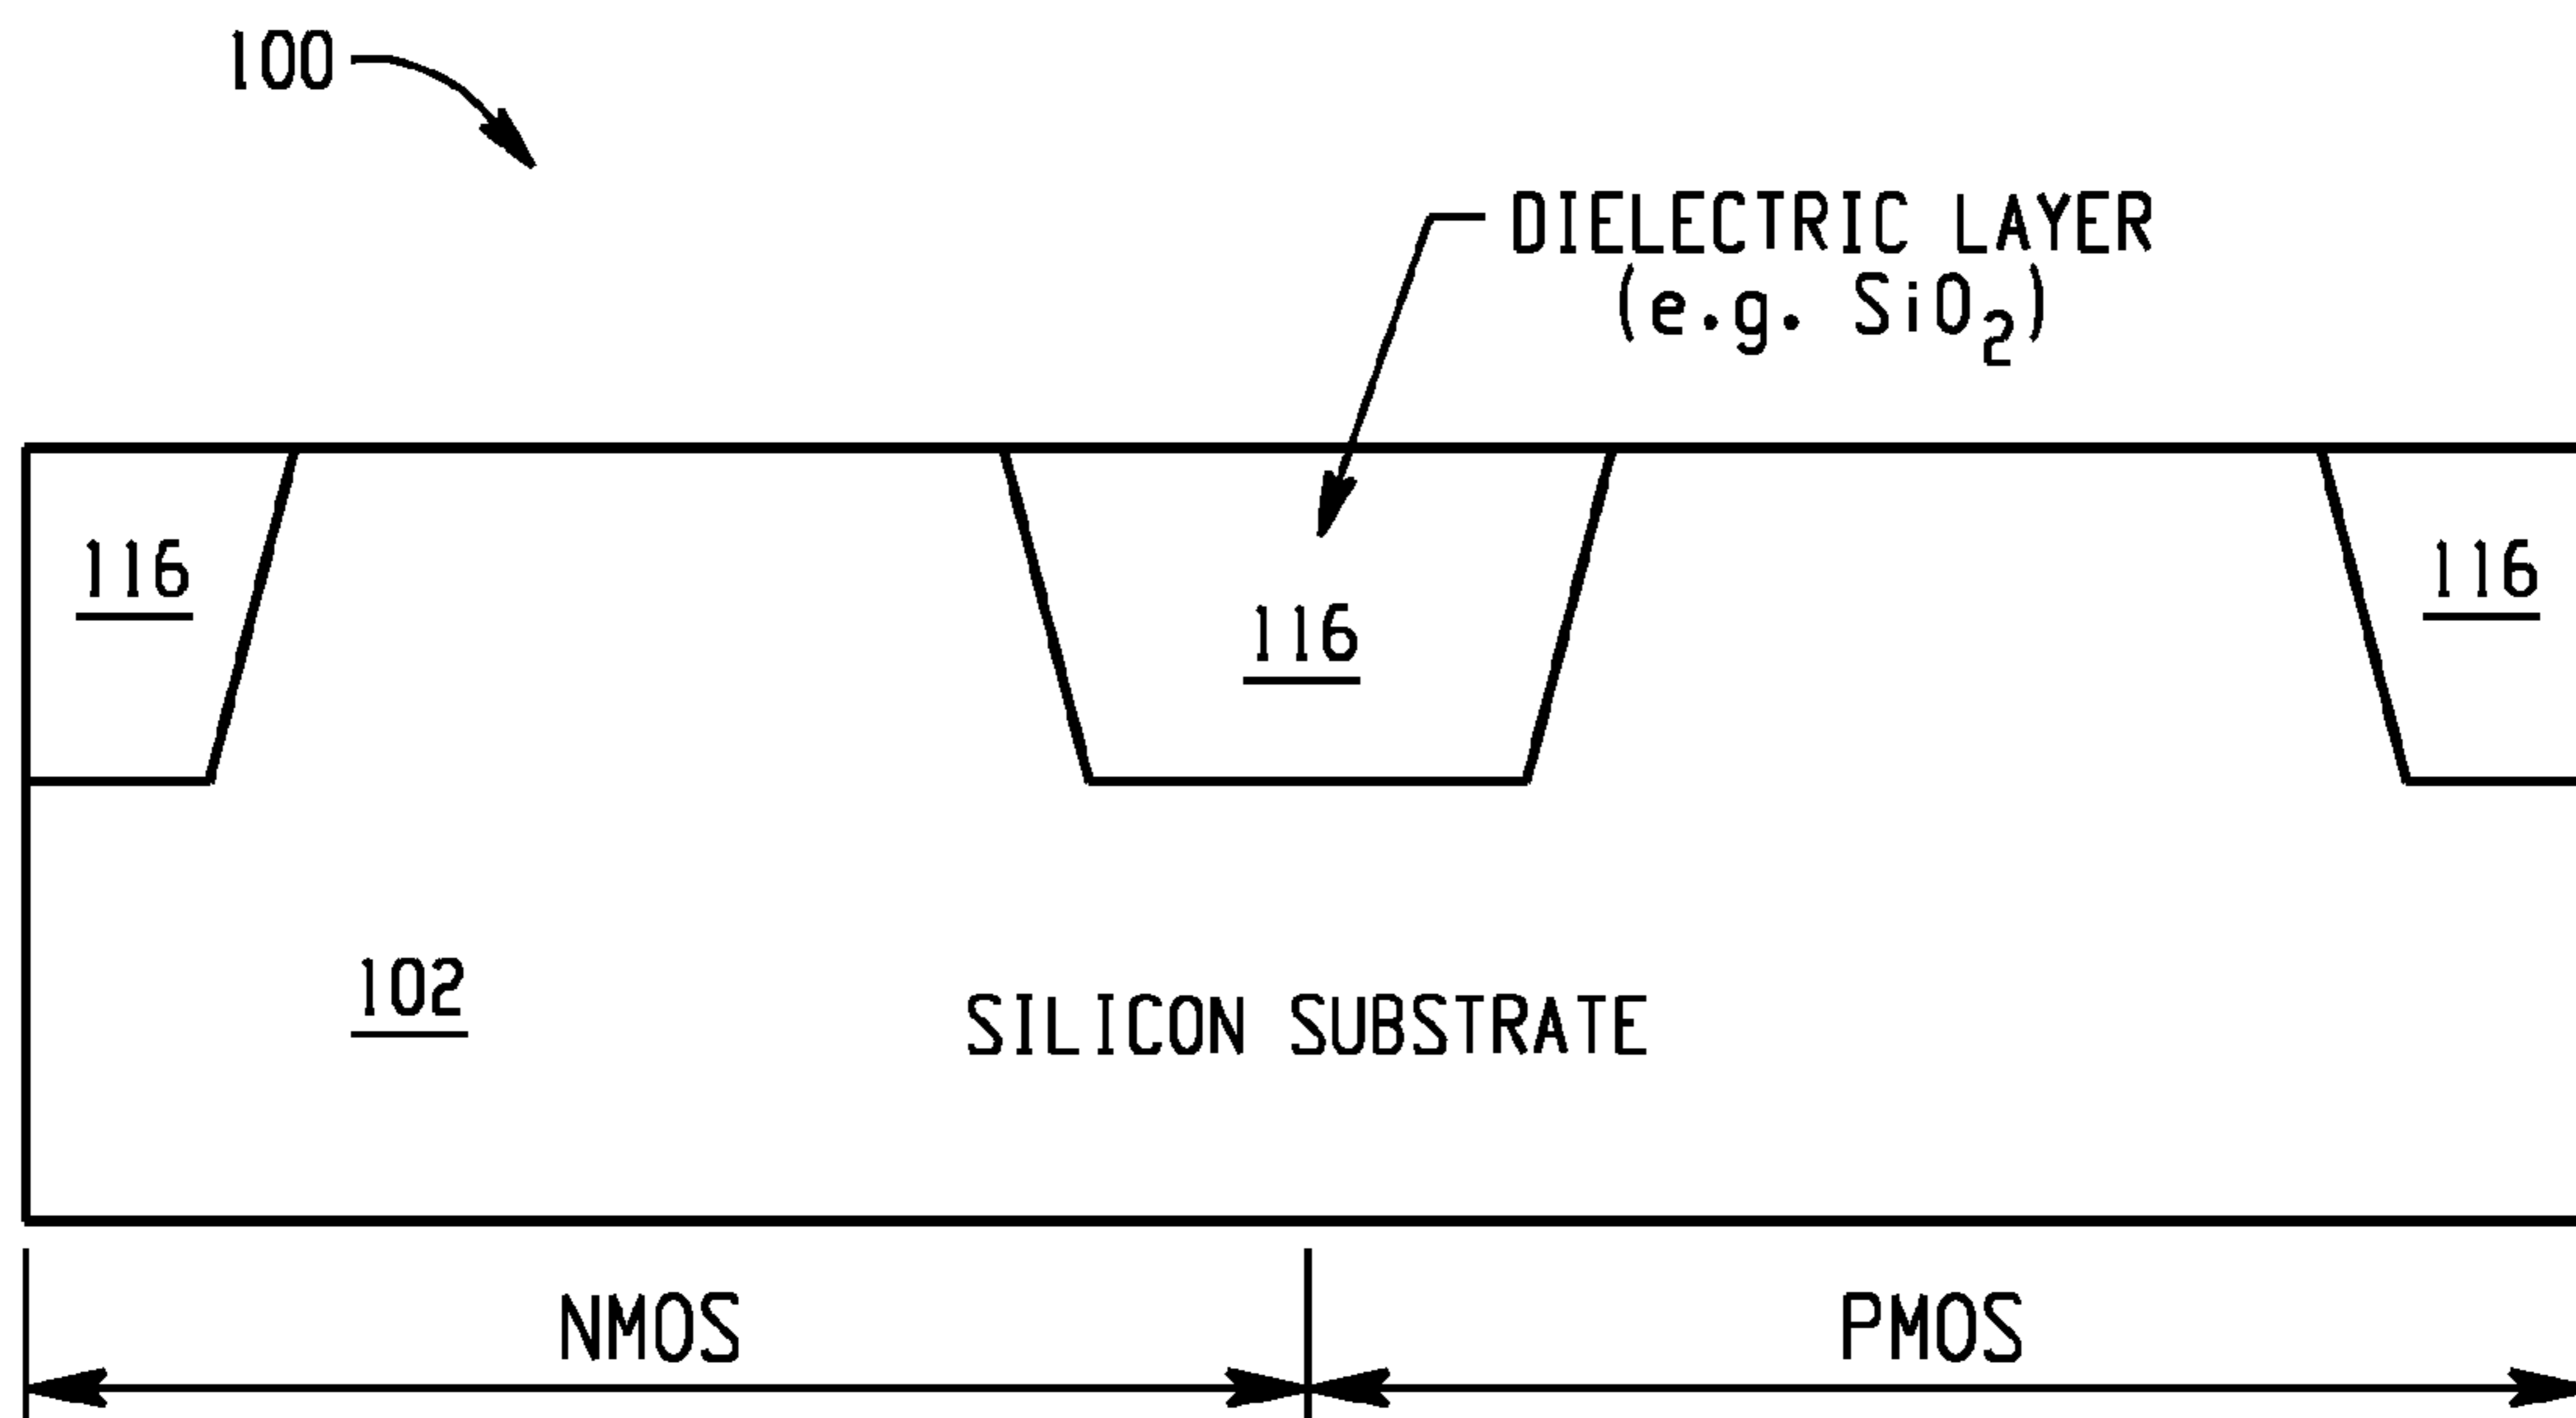 100
DIELECTRIC LAYER
(e.g. SiO₂)
116
116
116
102
SILICON SUBSTRATE
NMOS
PMOS